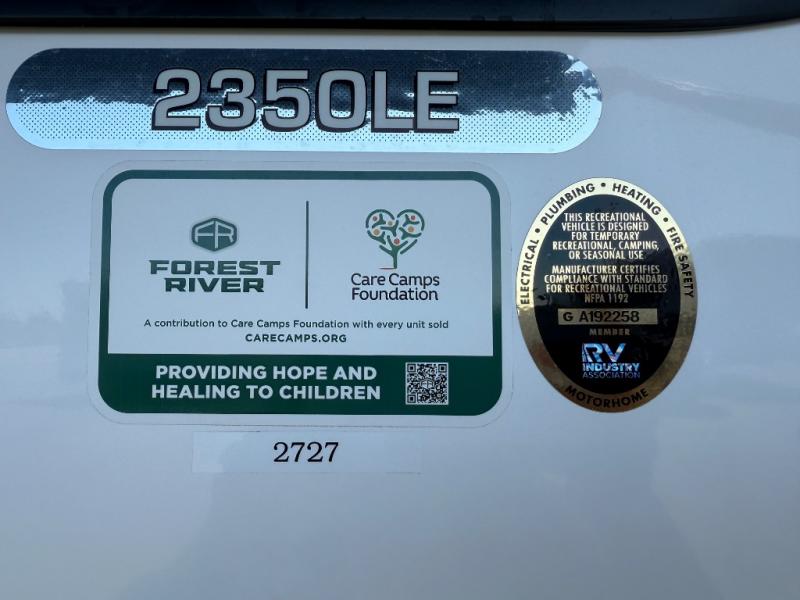 2350LE
FR
FOREST
RIVER
Care Camps
Foundation
A contribution to Care Camps Foundation with every unit sold
CARECAMPS.ORG
PROVIDING HOPE AND
HEALING TO CHILDREN
2727
ELECTRICAL • PLUMBING • HEATING • FIRE SAFETY
THIS RECREATIONAL
VEHICLE IS DESIGNED
FOR TEMPORARY
RECREATIONAL, CAMPING,
OR SEASONAL USE
MANUFACTURER CERTIFIES
COMPLIANCE WITH STANDARD
FOR RECREATIONAL VEHICLES
NFPA 1192
G A192258
MEMBER
RV
INDUSTRY
ASSOCIATION
MOTORHOME